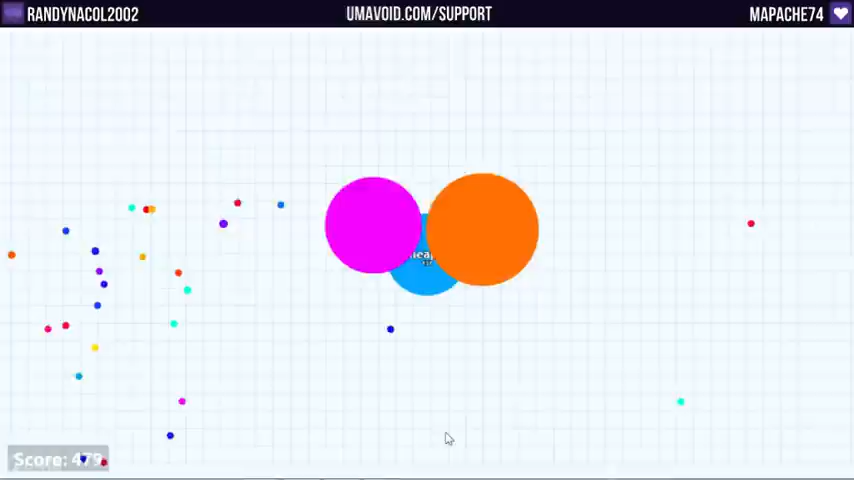 RANDYNACOL2002
UMAVOID.COM/SUPPORT
MAPACHE74
Score: 479